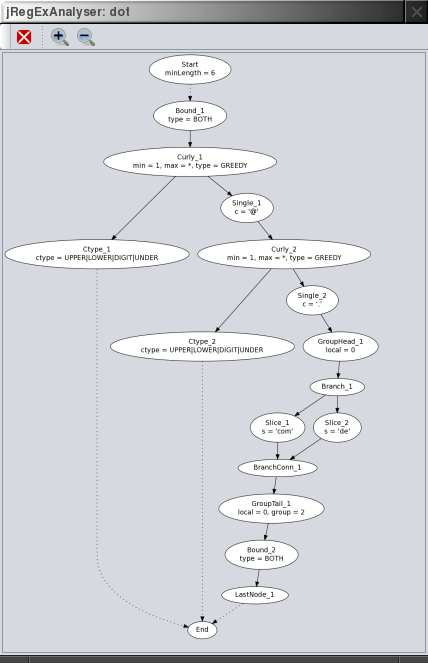 jRegExAnalyser: dot
Start
minLength = 6
Bound_1
type = BOTH
Curly_1
min = 1, max = *, type = GREEDY
Single_1
c = '@'
Ctype_1
ctype = UPPER|LOWER|DIGIT|UNDER
Curly_2
min = 1, max = *, type = GREEDY
Single_2
c = '.'
Ctype_2
ctype = UPPER|LOWER|DIGIT|UNDER
GroupHead_1
local = 0
Branch_1
Slice_1
s = 'com'
Slice_2
s = 'de'
BranchConn_1
GroupTail_1
local = 0, group = 2
Bound_2
type = BOTH
LastNode_1
End